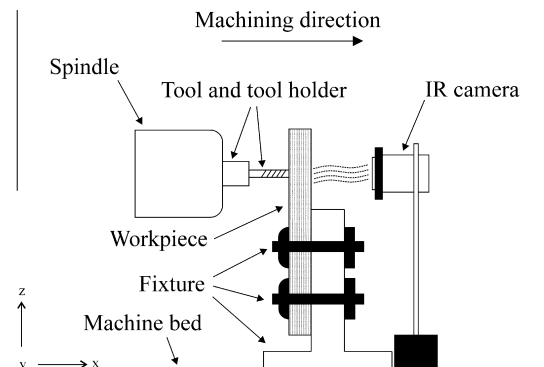 Machining direction
Spindle
Tool and tool holder
IR camera
Workpiece
Fixture
Machine bed
z
y x